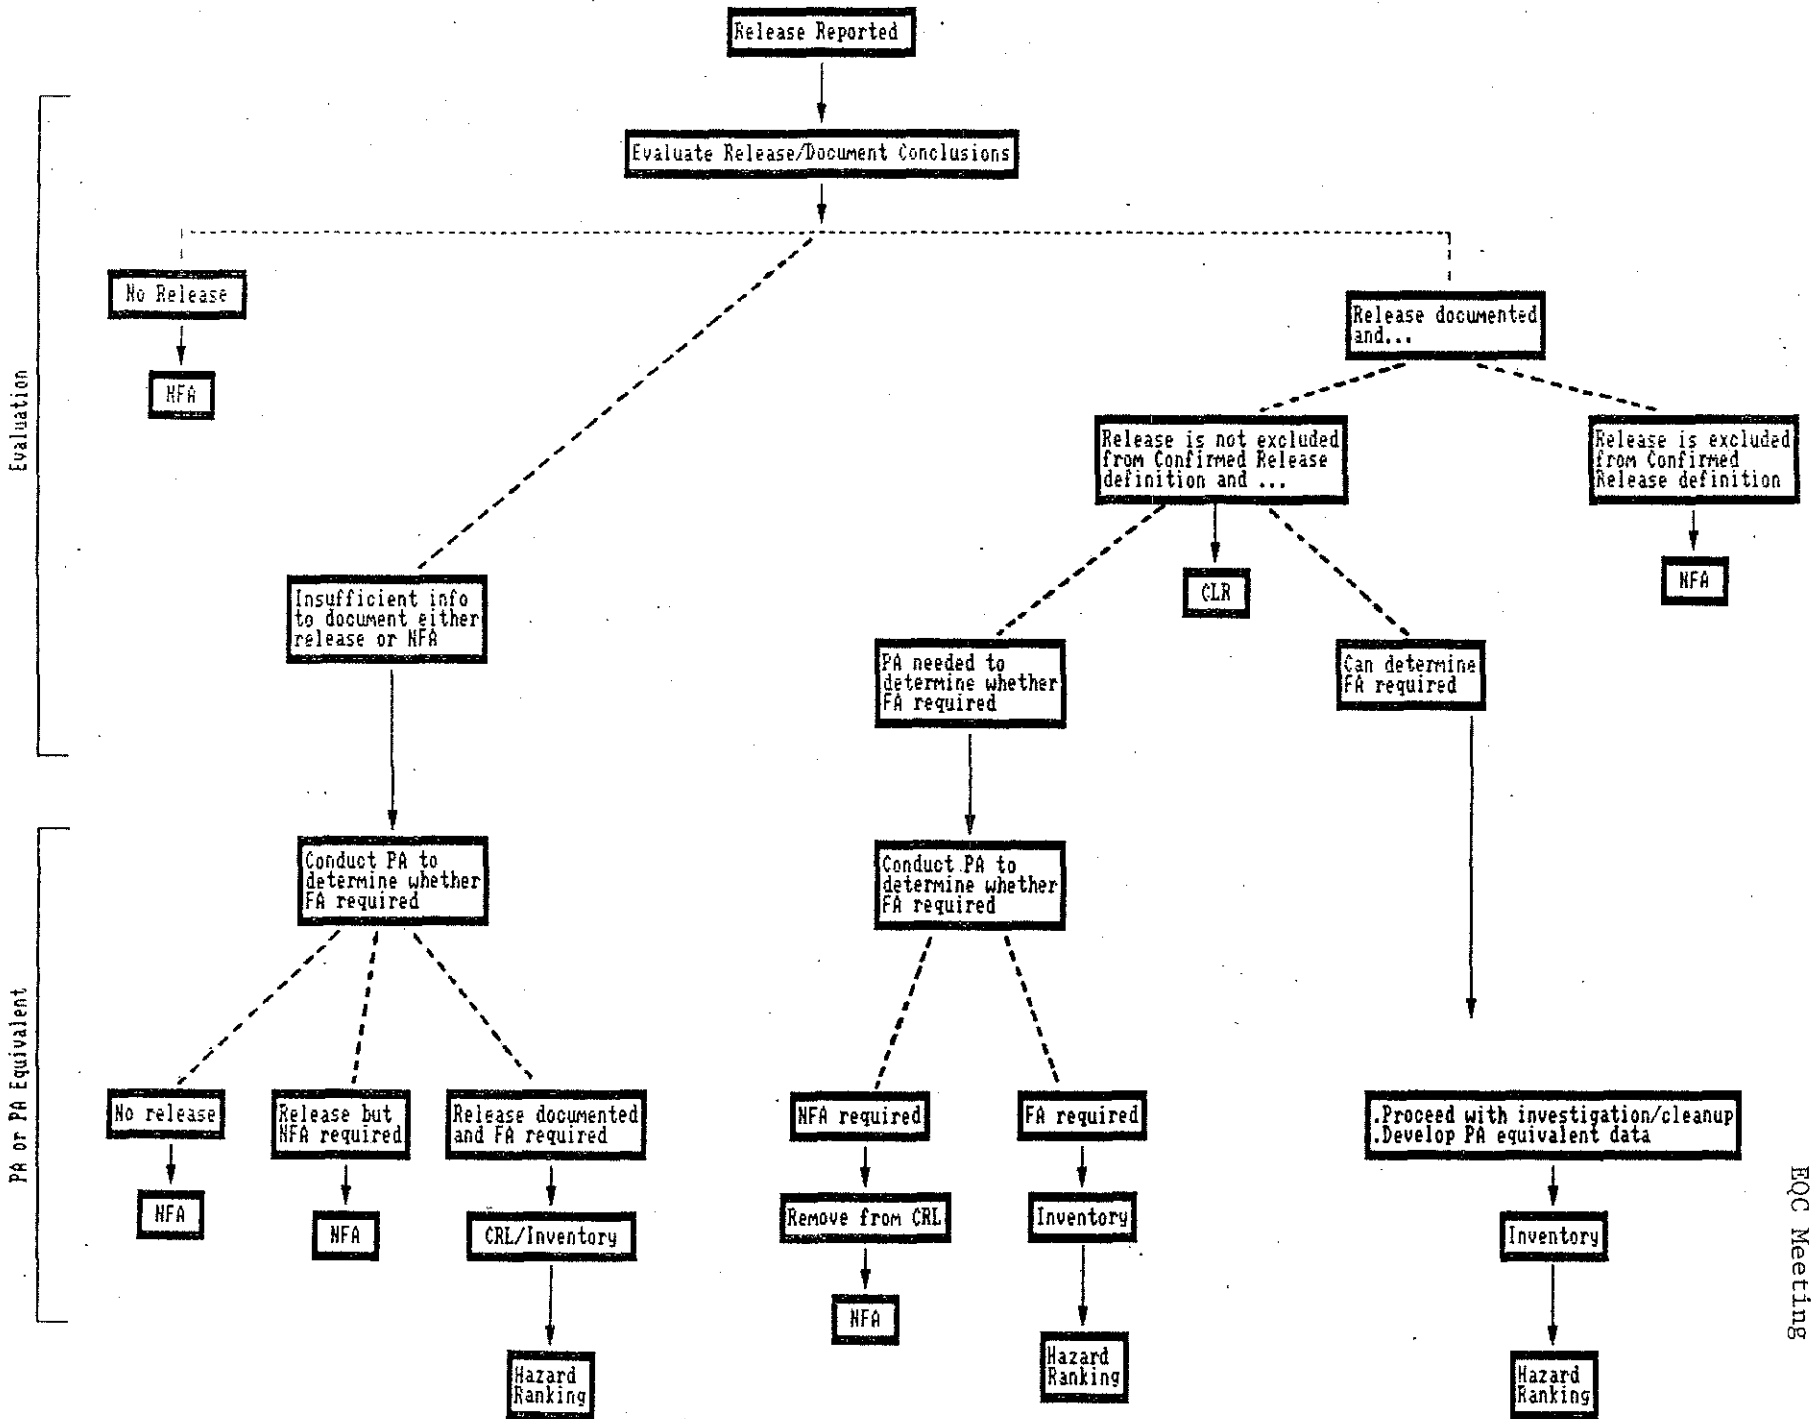 Release Reported
Evaluate Release/Document Conclusions
No Release
NFA
Release documented
and...
Release is not excluded
from Confirmed Release
definition and ...
Release is excluded
from Confirmed
Release definition
CLR
NFA
Evaluation
Insufficient info
to document either
release or NFA
PA needed to
determine whether
FA required
Can determine
FA required
Conduct PA to
determine whether
FA required
Conduct PA to
determine whether
FA required
PA or PA Equivalent
No release
NFA
Release but
NFA required
NFA
Release documented
and FA required
CRL/Inventory
Hazard
Ranking
NFA required
Remove from CRL
NFA
FA required
Inventory
Hazard
Ranking
.Proceed with investigation/cleanup
.Develop PA equivalent data
Inventory
Hazard
Ranking
EQC Meeting